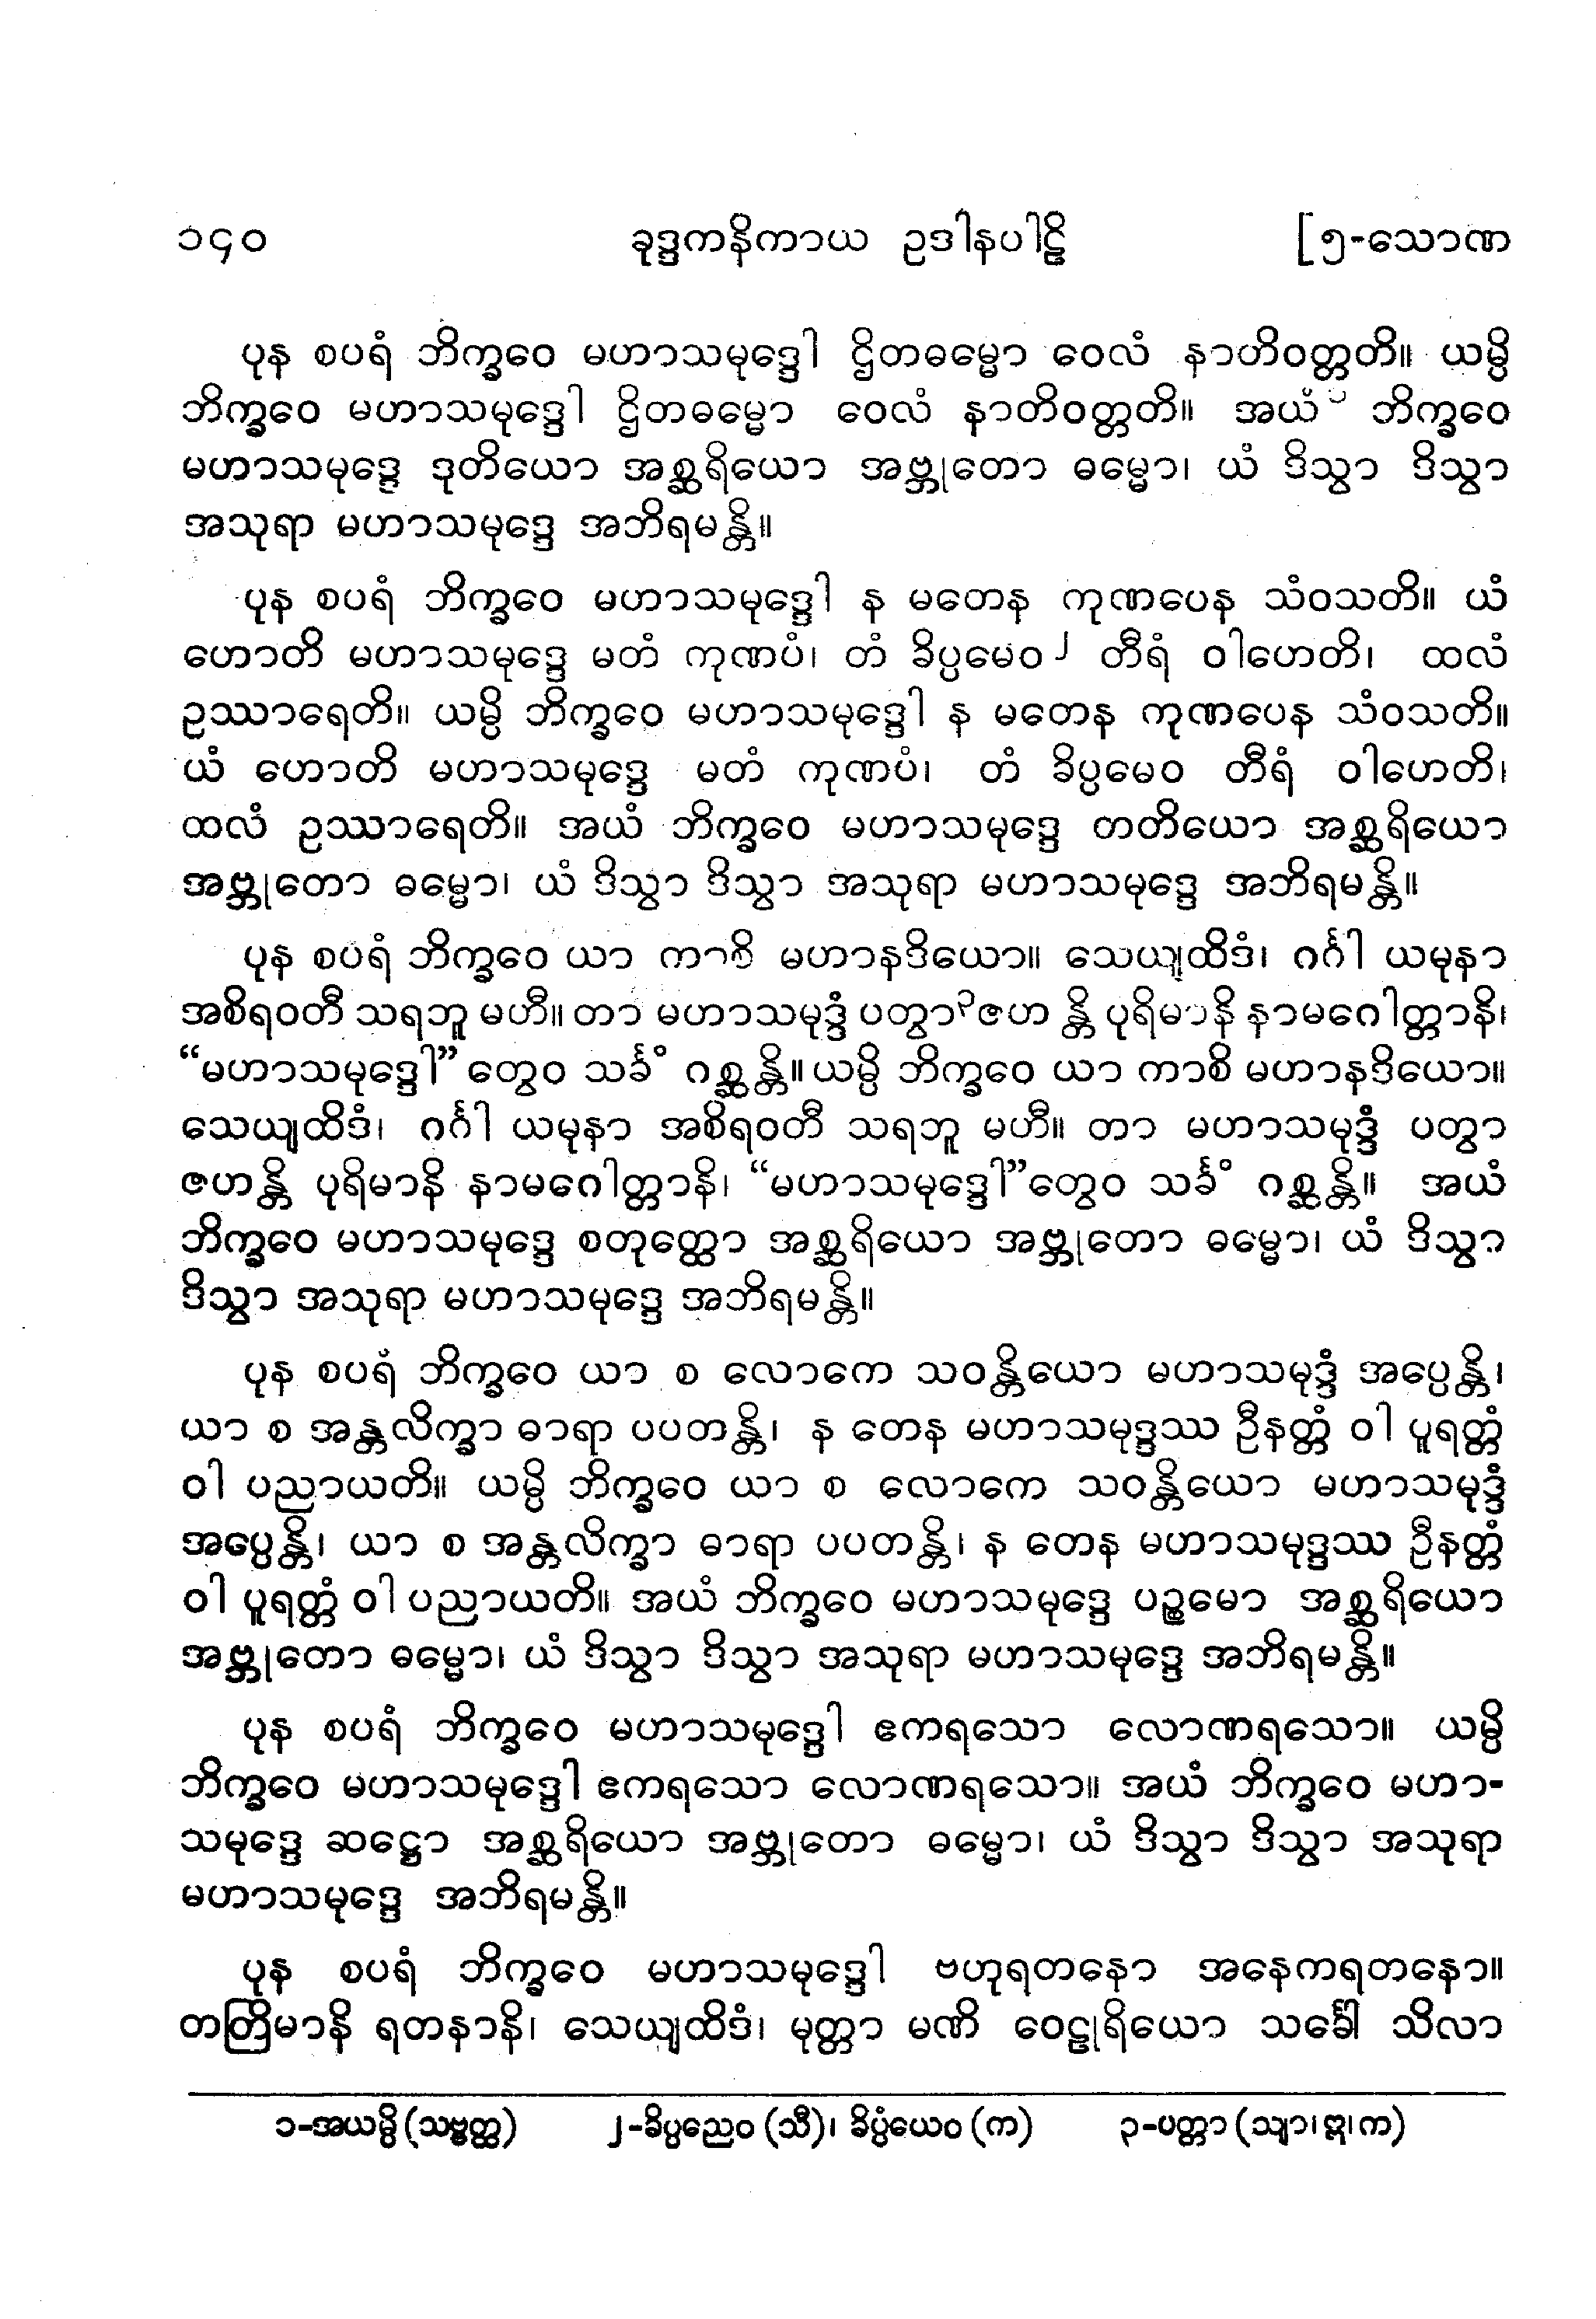 ၁၄၀ ခုဒ္ဒကနိကာယ ဥဒါနပါဠိ [၅-သောဏ
ပုန စပရံ ဘိက္ခဝေ မဟာသမုဒ္ဒေါ ဌိတဓမ္မော ဝေလံ နာတိဝတ္တတိ။ ယမ္ပိ
ဘိက္ခဝေ မဟာသမုဒ္ဒေါ ဌိတဓမ္မော ဝေလံ နာတိဝတ္တတိ။ အယံ၁ ဘိက္ခဝေ
မဟာသမုဒ္ဒေ ဒုတိယော အစ္ဆရိယော အဗ္ဘုတော ဓမ္မော၊ ယံ ဒိသွာ ဒိသွာ
အသုရာ မဟာသမုဒ္ဒေ အဘိရမန္တိ။
ပုန စပရံ ဘိက္ခဝေ မဟာသမုဒ္ဒေါ န မတေန ကုဏပေန သံဝသတိ။ ယံ
ဟောတိ မဟာသမုဒ္ဒေ မတံ ကုဏပံ၊ တံ ခိပ္ပမေဝ၂ တီရံ ဝါဟေတိ၊ ထလံ
ဥဿာရေတိ။ ယမ္ပိ ဘိက္ခဝေ မဟာသမုဒ္ဒေါ န မတေန ကုဏပေန သံဝသတိ။
ယံ ဟောတိ မဟာသမုဒ္ဒေ မတံ ကုဏပံ၊ တံ ခိပ္ပမေဝ တီရံ ဝါဟေတိ၊
ထလံ ဥဿာရေတိ။ အယံ ဘိက္ခဝေ မဟာသမုဒ္ဒေ တတိယော အစ္ဆရိယော
အဗ္ဘုတော ဓမ္မော၊ ယံ ဒိသွာ ဒိသွာ အသုရာ မဟာသမုဒ္ဒေ အဘိရမန္တိ။
ပုန စပရံ ဘိက္ခဝေ ယာ ကာစိ မဟာနဒိယော။ သေယျထိဒံ၊ ဂင်္ဂါ ယမုနာ
အစိရဝတီ သရဘူ မဟီ။ တာ မဟာသမုဒ္ဒံ ပတွာ၃ ဇဟန္တိ ပုရိမာနိ နာမဂေါတ္တာနိ၊
“မဟာသမုဒ္ဒေါ” တွေဝ သင်္ခံ ဂစ္ဆန္တိ။ ယမ္ပိ ဘိက္ခဝေ ယာ ကာစိ မဟာနဒိယော။
သေယျထိဒံ၊ ဂင်္ဂါ ယမုနာ အစိရဝတီ သရဘူ မဟီ။ တာ မဟာသမုဒ္ဒံ ပတွာ
ဇဟန္တိ ပုရိမာနိ နာမဂေါတ္တာနိ၊ “မဟာသမုဒ္ဒေါ”တွေဝ သင်္ခံ ဂစ္ဆန္တိ။ အယံ
ဘိက္ခဝေ မဟာသမုဒ္ဒေ စတုတ္ထော အစ္ဆရိယော အဗ္ဘုတော ဓမ္မော၊ ယံ ဒိသွာ
ဒိသွာ အသုရာ မဟာသမုဒ္ဒေ အဘိရမန္တိ။
ပုန စပရံ ဘိက္ခဝေ ယာ စ လောကေ သဝန္တိယော မဟာသမုဒ္ဒံ အပ္ပေန္တိ၊
ယာ စ အန္တလိက္ခာ ဓာရာ ပပတန္တိ၊ န တေန မဟာသမုဒ္ဒဿ ဦနတ္တံ ဝါ ပူရတ္တံ
ဝါ ပညာယတိ။ ယမ္ပိ ဘိက္ခဝေ ယာ စ လောကေ သဝန္တိယော မဟာသမုဒ္ဒံ
အပ္ပေန္တိ၊ ယာ စ အန္တလိက္ခာ ဓာရာ ပပတန္တိ၊ န တေန မဟာသမုဒ္ဒဿ ဦနတ္တံ
ဝါ ပူရတ္တံ ဝါ ပညာယတိ။ အယံ ဘိက္ခဝေ မဟာသမုဒ္ဒေ ပဉ္စမော အစ္ဆရိယော
အဗ္ဘုတော ဓမ္မော၊ ယံ ဒိသွာ ဒိသွာ အသုရာ မဟာသမုဒ္ဒေ အဘိရမန္တိ။
ပုန စပရံ ဘိက္ခဝေ မဟာသမုဒ္ဒေါ ဧကရသော လောဏရသော။ ယမ္ပိ
ဘိက္ခဝေ မဟာသမုဒ္ဒေါ ဧကရသော လောဏရသော။ အယံ ဘိက္ခဝေ မဟာ-
သမုဒ္ဒေ ဆဋ္ဌော အစ္ဆရိယော အဗ္ဘုတော ဓမ္မော၊ ယံ ဒိသွာ ဒိသွာ အသုရာ
မဟာသမုဒ္ဒေ အဘိရမန္တိ။
ပုန စပရံ ဘိက္ခဝေ မဟာသမုဒ္ဒေါ ဗဟုရတနော အနေကရတနော။
တတြိမာနိ ရတနာနိ၊ သေယျထိဒံ၊ မုတ္တာ မဏိ ဝေဠုရိယော သင်္ခေါ သိလာ
၁-အယမ္ပိ (သဗ္ဗတ္ထ) ၂-ခိပ္ပညေဝ (သီ)၊ ခိပ္ပံယေဝ (က) ၃-ပတ္တာ (သျာ၊ ဣ၊ က)